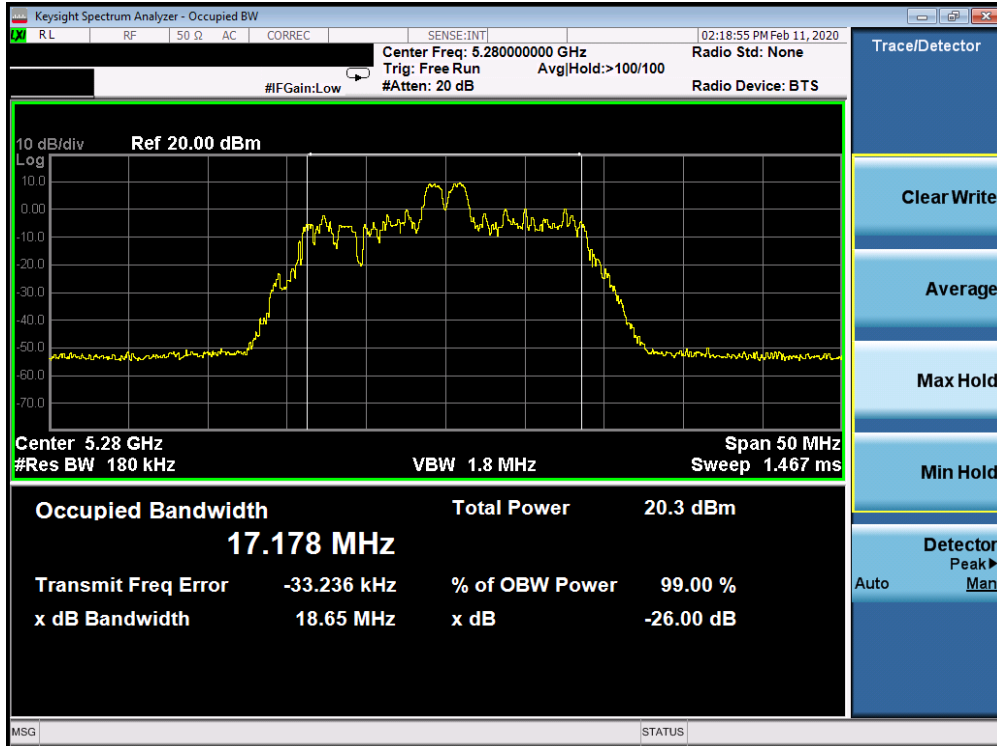 Keysight Spectrum Analyzer - Occupied BW
LXI RL RF 50 Ω AC CORREC SENSE:INT 02:18:55 PM Feb 11, 2020
Center Freq: 5.280000000 GHz Radio Std: None
Trig: Free Run Avg|Hold:>100/100
#IFGain:Low #Atten: 20 dB Radio Device: BTS
10 dB/div Ref 20.00 dBm
Log
10.0
0.00
-10.0
-20.0
-30.0
-40.0
-50.0
-60.0
-70.0
Center 5.28 GHz Span 50 MHz
#Res BW 180 kHz VBW 1.8 MHz Sweep 1.467 ms
Occupied Bandwidth Total Power 20.3 dBm
17.178 MHz
Transmit Freq Error -33.236 kHz % of OBW Power 99.00 %
x dB Bandwidth 18.65 MHz x dB -26.00 dB
MSG STATUS
Trace/Detector
Clear Write
Average
Max Hold
Min Hold
Detector
Peak▶
Auto Man